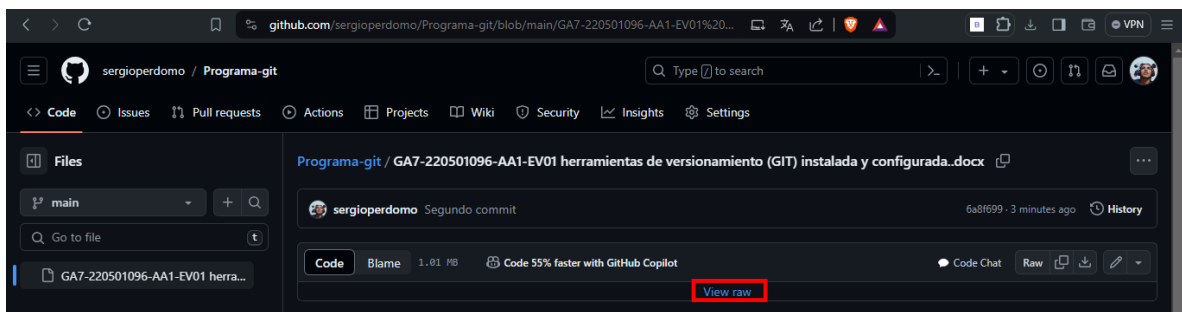 github.com/sergioperdomo/Programa-git/blob/main/GA7-220501096-AA1-EV01%20... VPN
sergioperdomo / Programa-git Type / to search
Code Issues Pull requests Actions Projects Wiki Security Insights Settings
Files
Programa-git / GA7-220501096-AA1-EV01 herramientas de versionamiento (GIT) instalada y configurada..docx
main
sergioperdomo Segundo commit 6a8f699 · 3 minutes ago History
Go to file t
Code Blame 1.01 MB Code 55% faster with GitHub Copilot Code Chat Raw
GA7-220501096-AA1-EV01 herra...
View raw